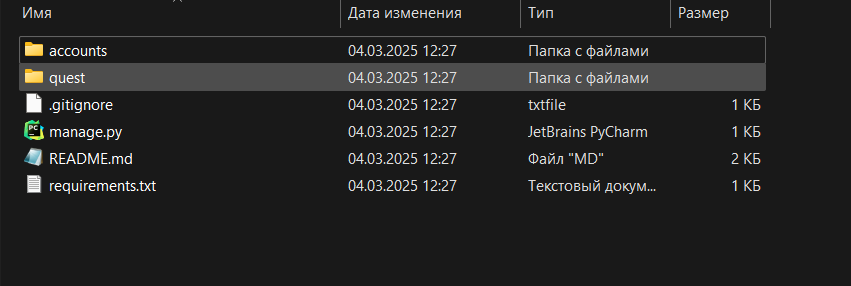 Имя Дата изменения Тип Размер
accounts 04.03.2025 12:27 Папка с файлами
quest 04.03.2025 12:27 Папка с файлами
.gitignore 04.03.2025 12:27 txtfile 1 КБ
PC manage.py 04.03.2025 12:27 JetBrains PyCharm 1 КБ
README.md 04.03.2025 12:27 Файл "MD" 2 КБ
requirements.txt 04.03.2025 12:27 Текстовый докум... 1 КБ